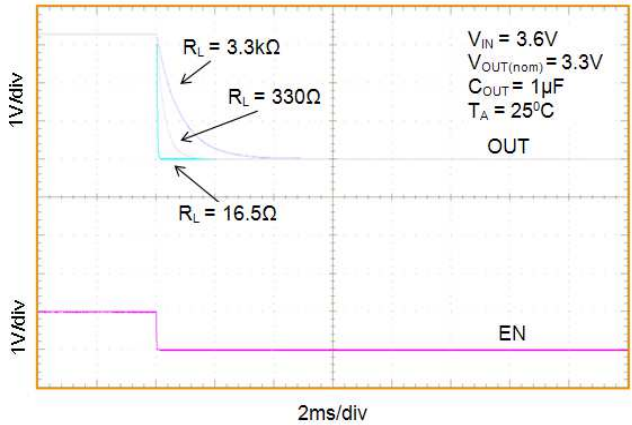 1V/div
R_L = 3.3kΩ
R_L = 330Ω
R_L = 16.5Ω
V_IN = 3.6V
V_OUT(nom) = 3.3V
C_OUT = 1µF
T_A = 25⁰C
OUT
1V/div
EN
2ms/div